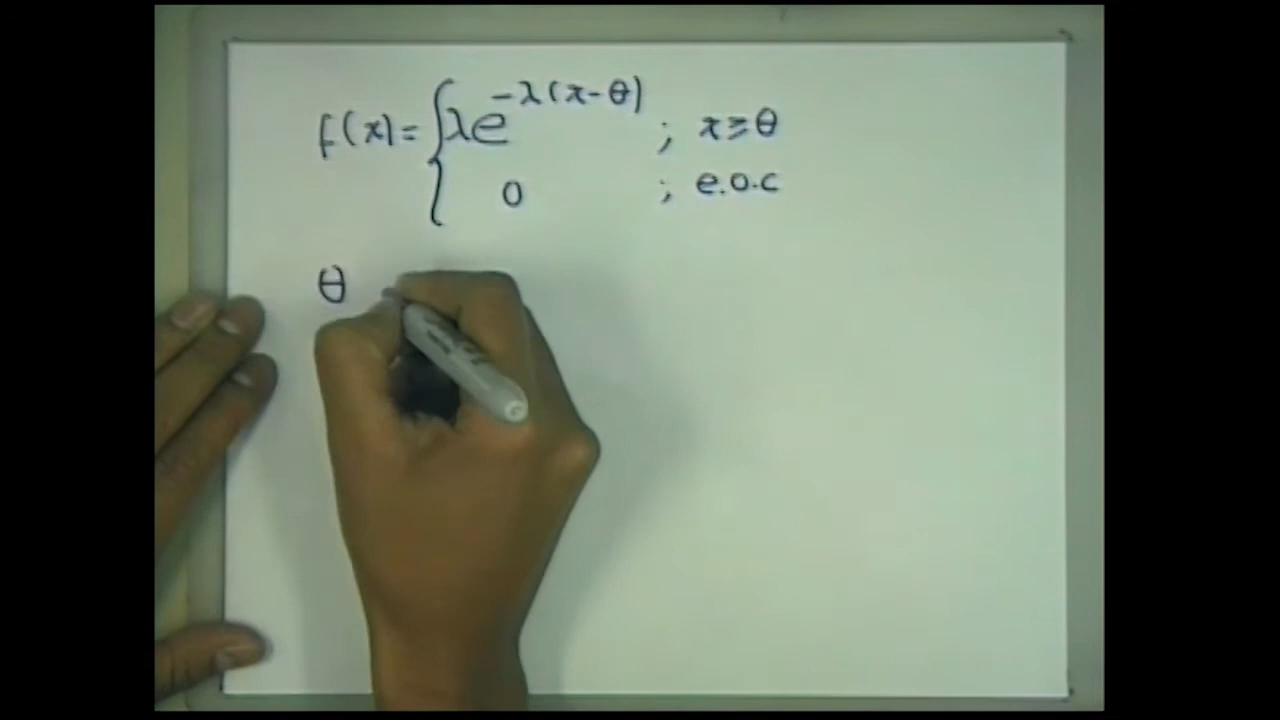 f(x)= { λe^{-λ(x-θ)} ; x≥θ
0 ; e.o.c
θ